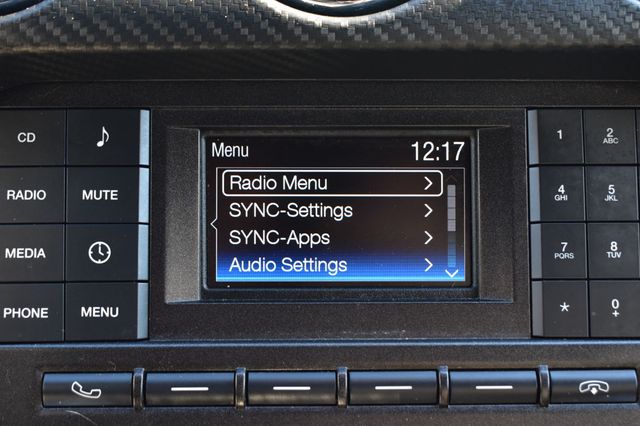 Menu 12:17
Radio Menu
SYNC-Settings
SYNC-Apps
Audio Settings
CD
RADIO MUTE
MEDIA
PHONE MENU
1 2 ABC
4 GHI 5 JKL
7 PQRS 8 TUV
* 0 +